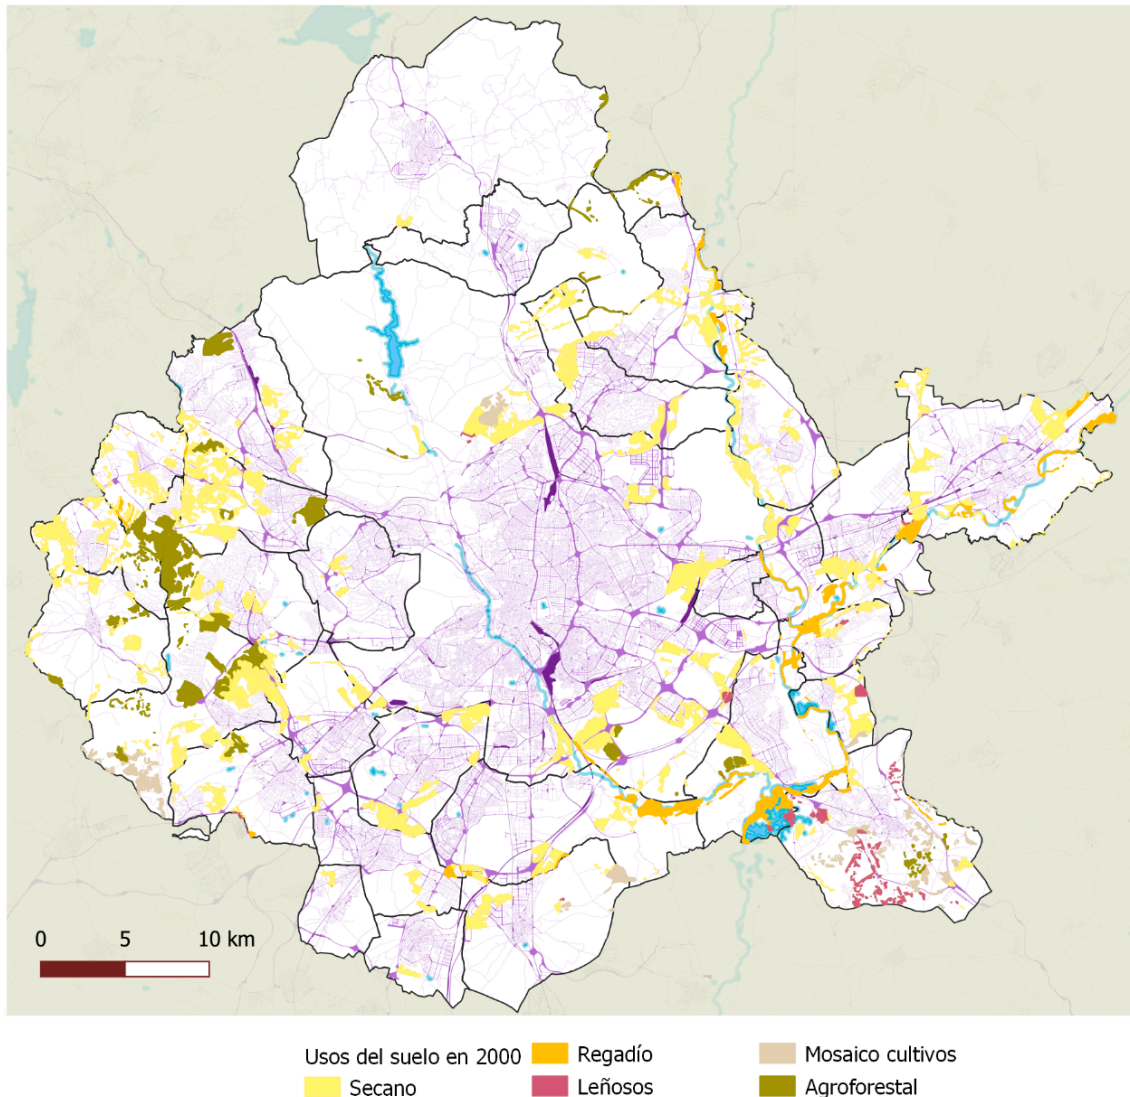 0 5 10 km
Usos del suelo en 2000
Regadío
Mosaico cultivos
Secano
Leñosos
Agroforestal